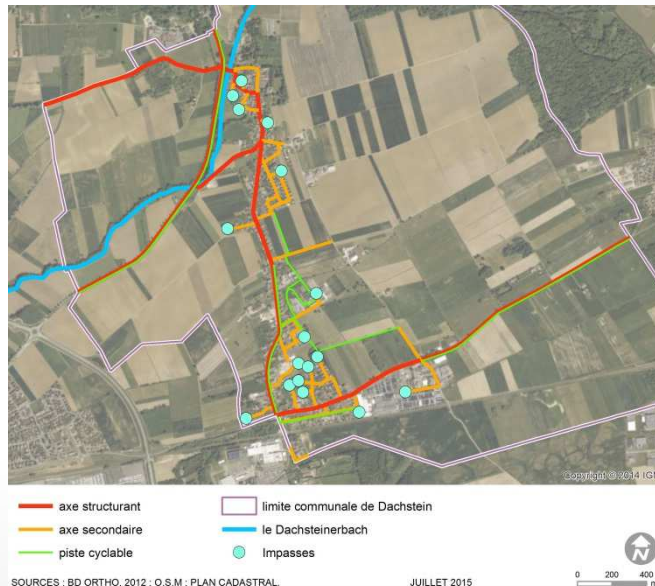 Copyright © 2014 IGN
axe structurant
axe secondaire
piste cyclable
limite communale de Dachstein
le Dachsteinerbach
Impasses
N
SOURCES : BD ORTHO, 2012 ; O.S.M ; PLAN CADASTRAL.
JUILLET 2015
0 200 400
m